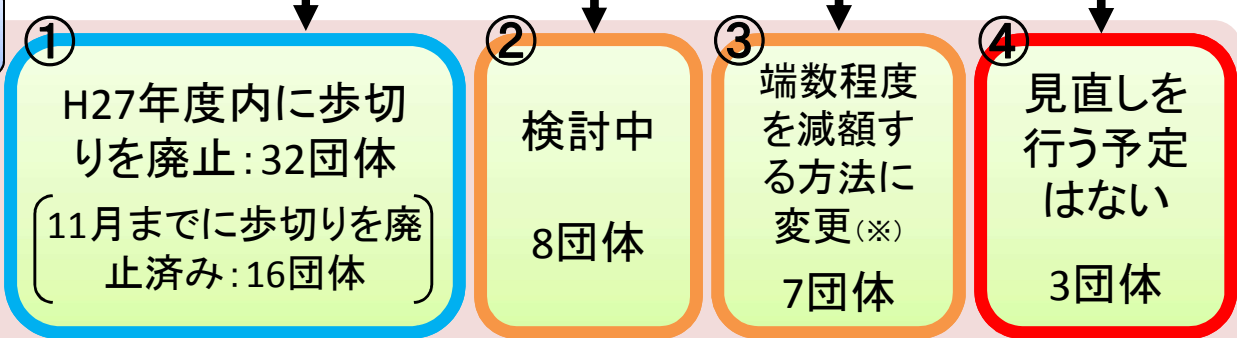 ①
H27年度内に歩切
りを廃止:32団体
11月までに歩切りを廃
止済み:16団体
②
検討中
8団体
③
端数程度
を減額す
る方法に
変更(※)
7団体
④
見直しを
行う予定
はない
3団体